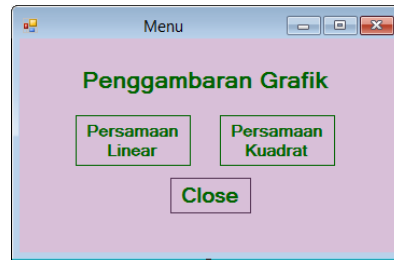 Menu
Penggambaran Grafik
Persamaan
Linear
Persamaan
Kuadrat
Close